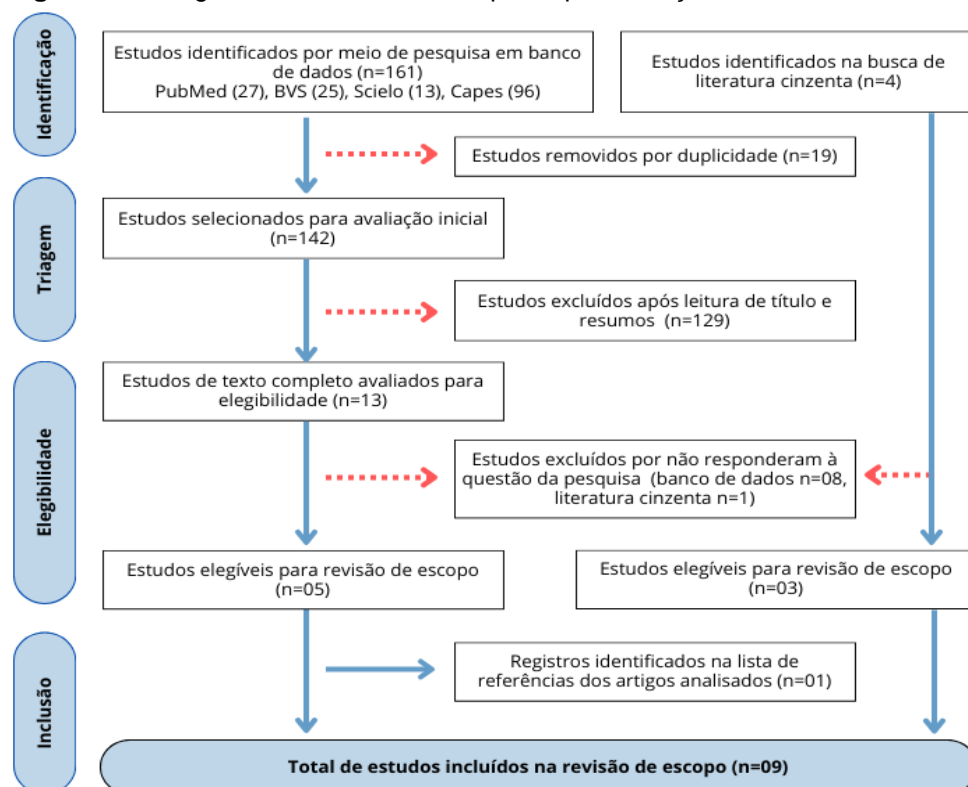 Identificação
Estudos identificados por meio de pesquisa em banco
de dados (n=161)
PubMed (27), BVS (25), Scielo (13), Capes (96)
Estudos identificados na busca de
literatura cinzenta (n=4)
Estudos removidos por duplicidade (n=19)
Triagem
Estudos selecionados para avaliação inicial
(n=142)
Estudos excluídos após leitura de título e
resumos (n=129)
Elegibilidade
Estudos de texto completo avaliados para
elegibilidade (n=13)
Estudos excluídos por não responderam à
questão da pesquisa (banco de dados n=08,
literatura cinzenta n=1)
Estudos elegíveis para revisão de escopo
(n=05)
Estudos elegíveis para revisão de escopo
(n=03)
Inclusão
Registros identificados na lista de
referências dos artigos analisados (n=01)
Total de estudos incluídos na revisão de escopo (n=09)